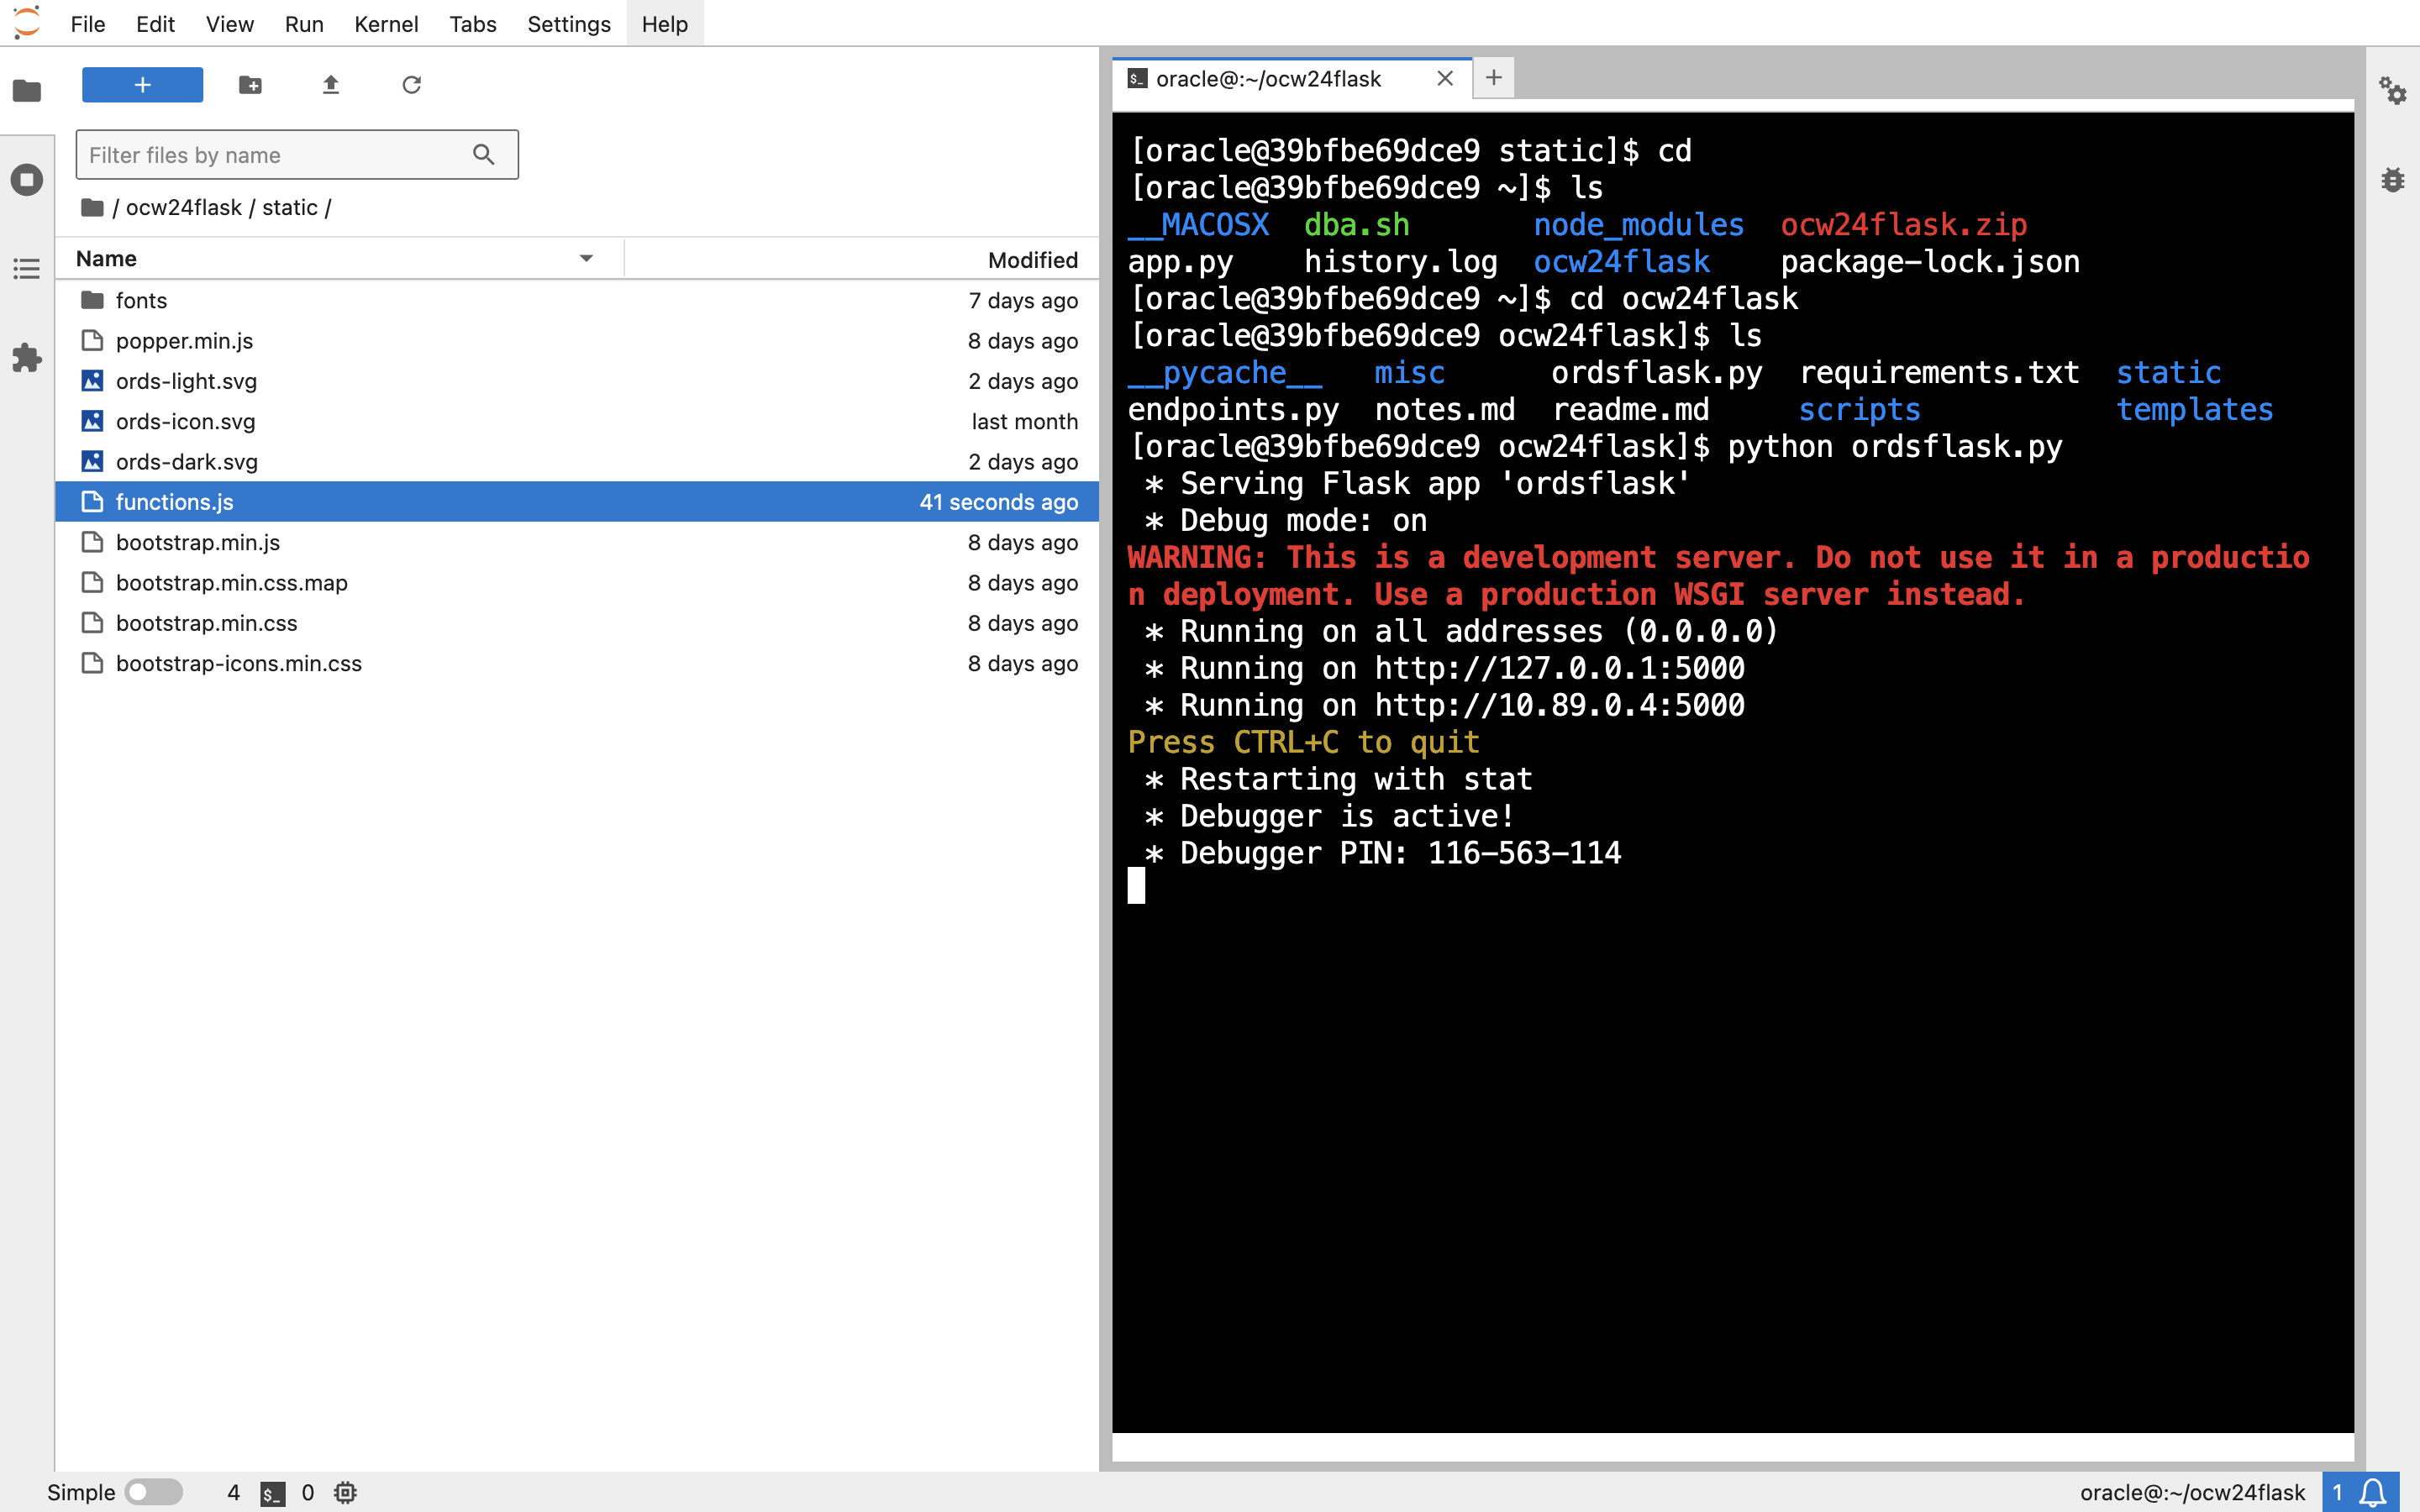 File Edit View Run Kernel Tabs Settings Help
+
Filter files by name
/ ocw24flask / static /
Name Modified
fonts 7 days ago
popper.min.js 8 days ago
ords-light.svg 2 days ago
ords-icon.svg last month
ords-dark.svg 2 days ago
functions.js 41 seconds ago
bootstrap.min.js 8 days ago
bootstrap.min.css.map 8 days ago
bootstrap.min.css 8 days ago
bootstrap-icons.min.css 8 days ago
$_ oracle@:~/ocw24flask × +
[oracle@39bfbe69dce9 static]$ cd
[oracle@39bfbe69dce9 ~]$ ls
__MACOSX dba.sh node_modules ocw24flask.zip
app.py history.log ocw24flask package-lock.json
[oracle@39bfbe69dce9 ~]$ cd ocw24flask
[oracle@39bfbe69dce9 ocw24flask]$ ls
__pycache__ misc ordsflask.py requirements.txt static
endpoints.py notes.md readme.md scripts templates
[oracle@39bfbe69dce9 ocw24flask]$ python ordsflask.py
* Serving Flask app 'ordsflask'
* Debug mode: on
WARNING: This is a development server. Do not use it in a productio
n deployment. Use a production WSGI server instead.
* Running on all addresses (0.0.0.0)
* Running on http://127.0.0.1:5000
* Running on http://10.89.0.4:5000
Press CTRL+C to quit
* Restarting with stat
* Debugger is active!
* Debugger PIN: 116-563-114
Simple 4 $_ 0 oracle@:~/ocw24flask 1